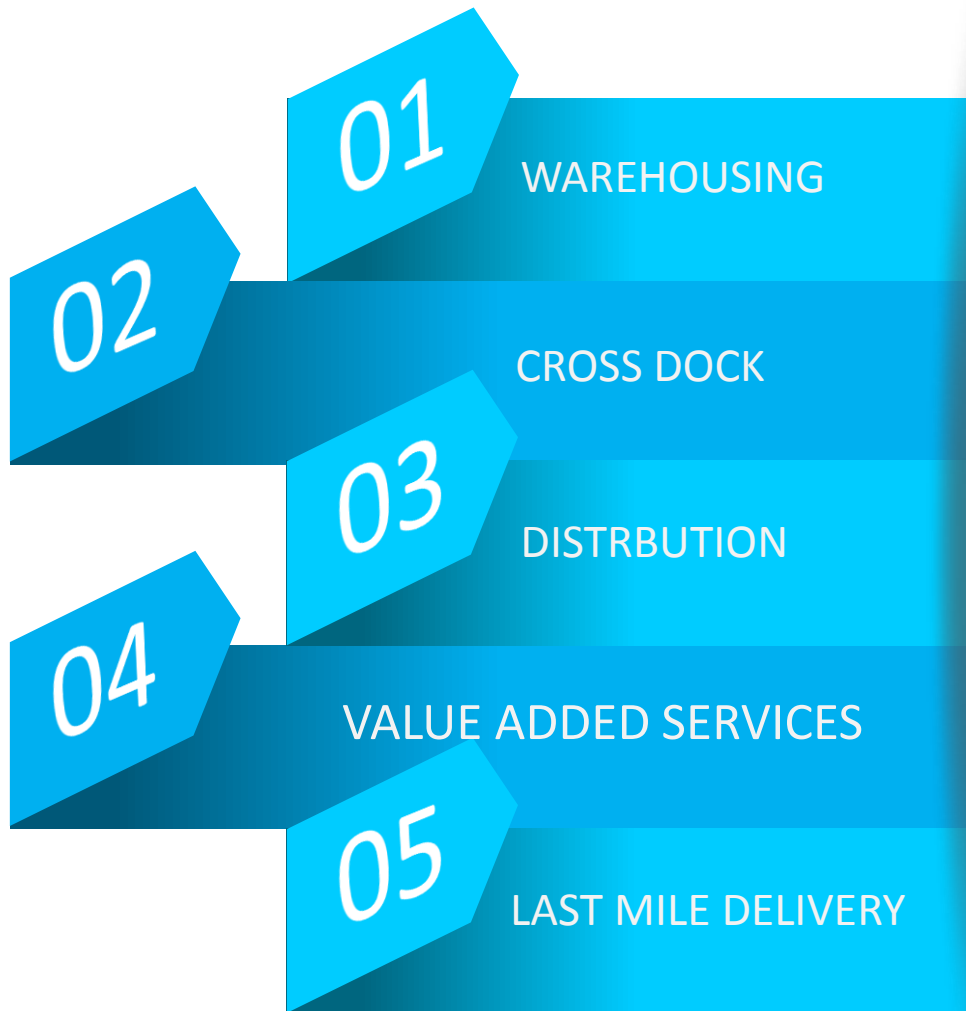 01
WAREHOUSING
02
CROSS DOCK
03
DISTRBUTION
04
VALUE ADDED SERVICES
05
LAST MILE DELIVERY